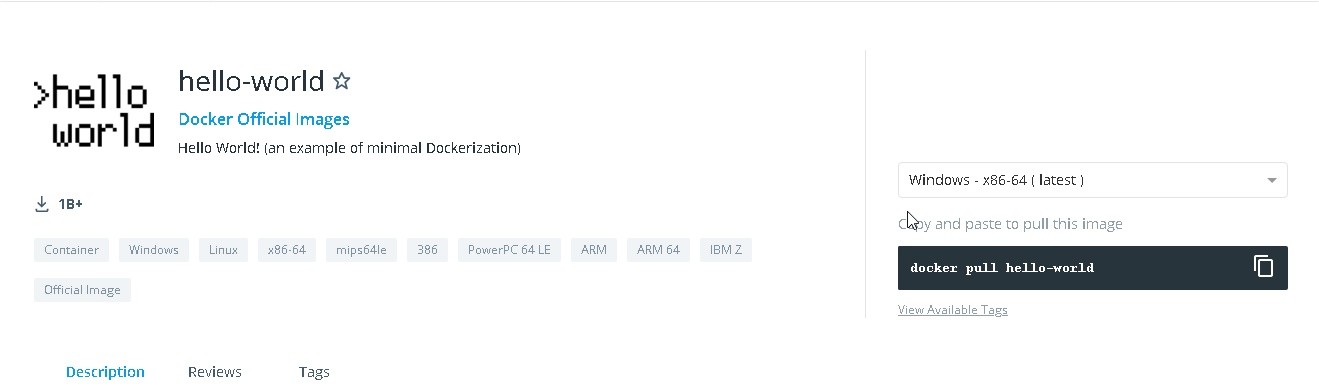 >hello
world
hello-world
Docker Official Images
Hello World! (an example of minimal Dockerization)
1B+
Container Windows Linux x86-64 mips64le 386 PowerPC 64 LE ARM ARM 64 IBM Z
Official Image
Windows - x86-64 ( latest )
Copy and paste to pull this image
docker pull hello-world
View Available Tags
Description Reviews Tags